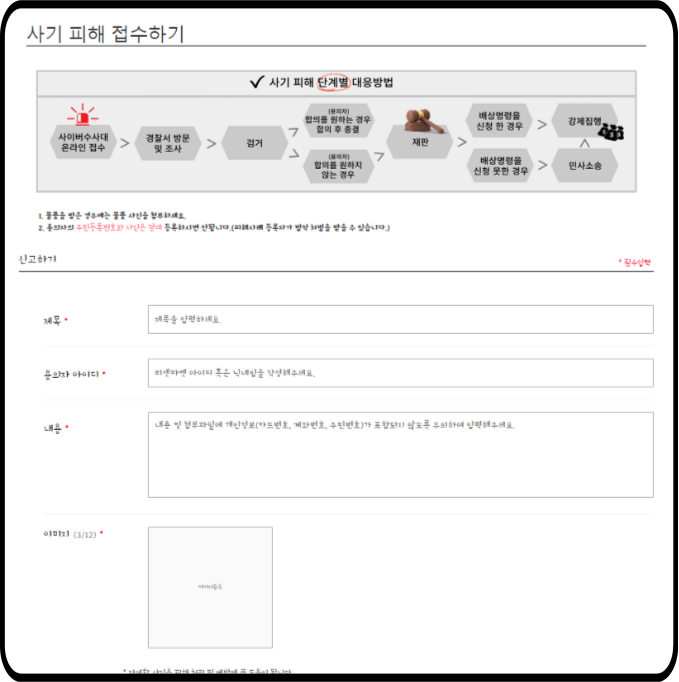 사기 피해 접수하기
사기 피해 단계별 대응방법
사이버수사대
온라인 접수
>
경찰서 방문
및 조사
>
검거
(용의자)
합의를 원하는 경우
합의 후 종결
(용의자)
합의를 원하지
않는 경우
>
재판
>
배상명령을
신청 한 경우
>
강제집행
배상명령을
신청 못한 경우
>
민사소송
1. 물품을 받은 경우에는 물품 사진을 첨부하세요.
2. 용의자의 주민등록번호와 사진은 절대 등록하시면 안됩니다.(피해사례 등록자가 법적 처벌을 받을 수 있습니다.)
신고하기
* 필수입력
제목 *
제목을 입력하세요.
용의자 아이디 *
리셀마켓 아이디 혹은 닉네임을 작성해주세요.
내용 *
내용 및 첨부파일에 개인정보(카드번호, 계좌번호, 주민번호)가 포함되지 않도록 유의하여 입력해주세요.
이미지 (3/12) *
이미지등록